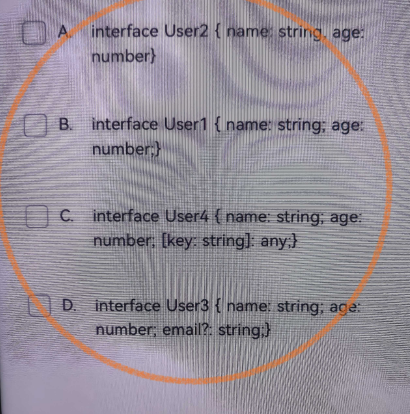 A. interface User2 { name: string, age:
number}
B. interface User1 { name: string; age:
number;}
C. interface User4 { name: string; age:
number; [key: string]: any;}
D. interface User3 { name: string; age:
number; email?: string;}